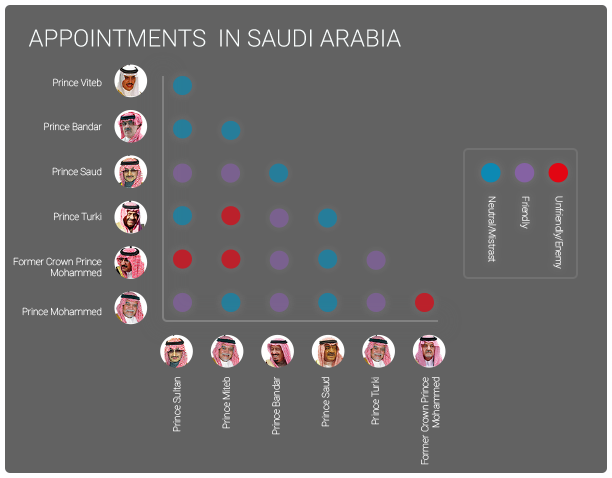 APPOINTMENTS IN SAUDI ARABIA
Prince Viteb
Prince Bandar
Prince Saud
Prince Turki
Former Crown Prince
Mohammed
Prince Mohammed
Neutral/Mistrast
Friendly
Unfriendly/Enemy
Prince Sultan
Prince Miteb
Prince Bandar
Prince Saud
Prince Turki
Former Crown Prince
Mohammed